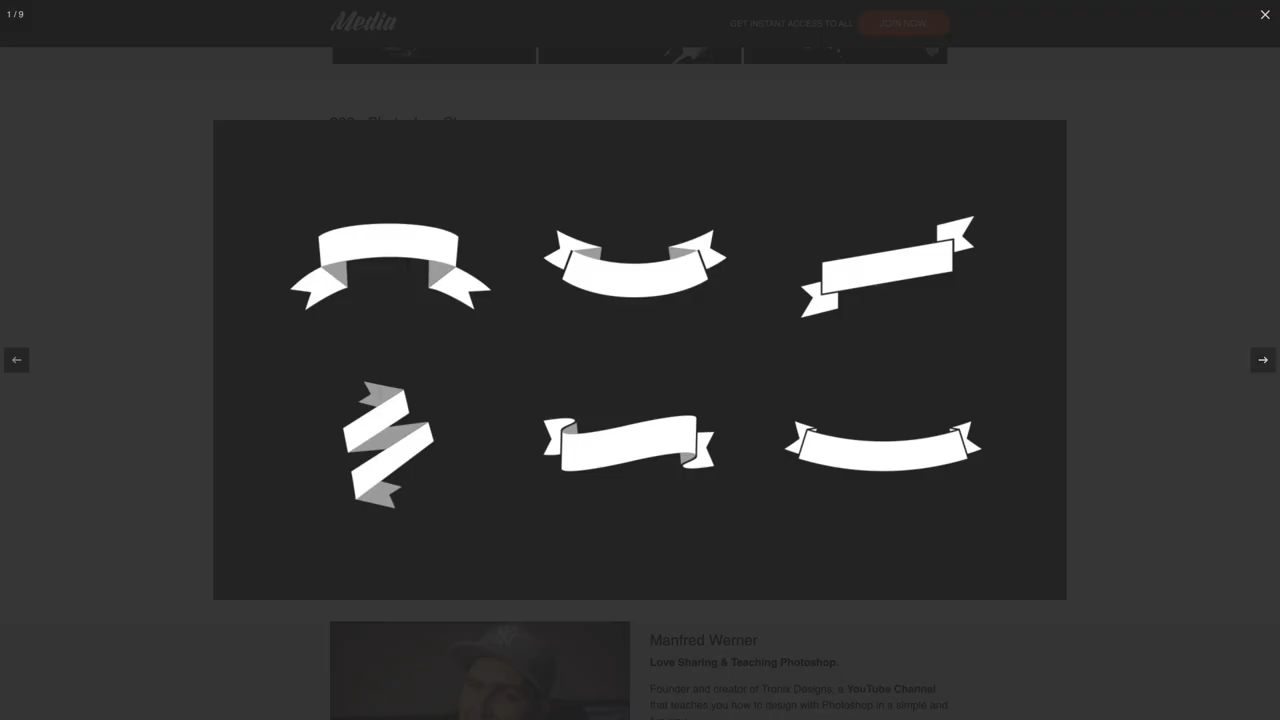 1 / 9
Media
GET INSTANT ACCESS TO ALL
JOIN NOW
Manfred Werner
Love Sharing & Teaching Photoshop.
Founder and creator of Tronix Designs, a YouTube Channel
that teaches you how to design with Photoshop in a simple and